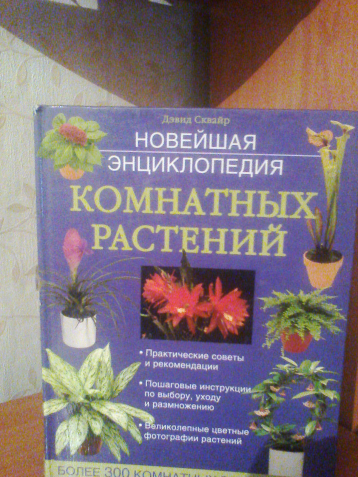 Дэвид Сквайр
НОВЕЙШАЯ
ЭНЦИКЛОПЕДИЯ
КОМНАТНЫХ
РАСТЕНИЙ
• Практические советы
и рекомендации
• Пошаговые инструкции
по выбору, уходу
и размножению
• Великолепные цветные
фотографии растений
БОЛЕЕ 300 КОМНАТНЫХ